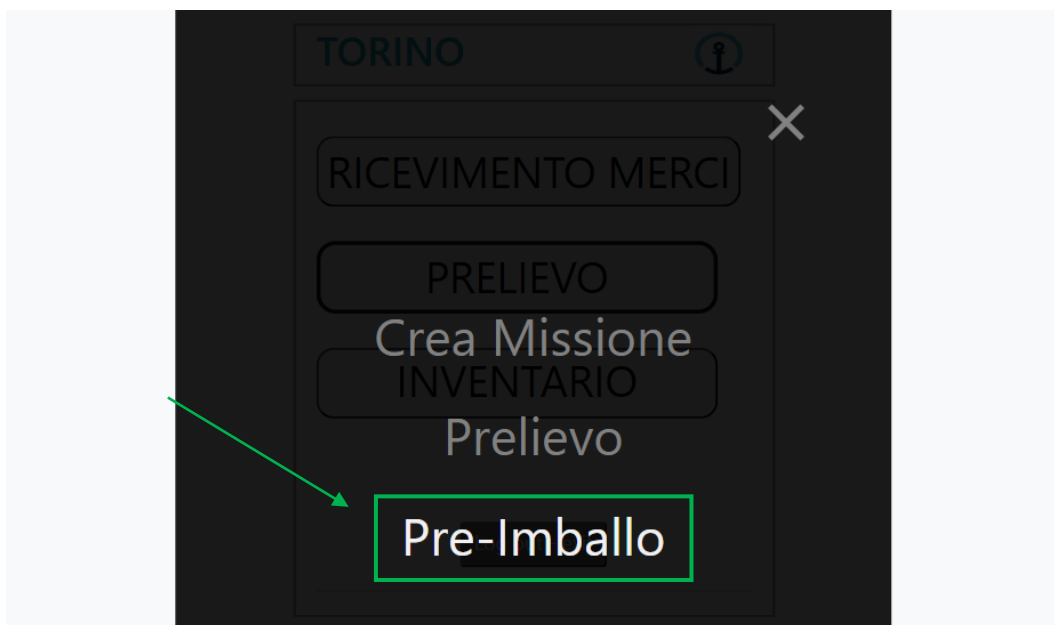 TORINO
RICEVIMENTO MERCI
PRELIEVO
Crea Missione
INVENTARIO
Prelievo
Pre-Imballo